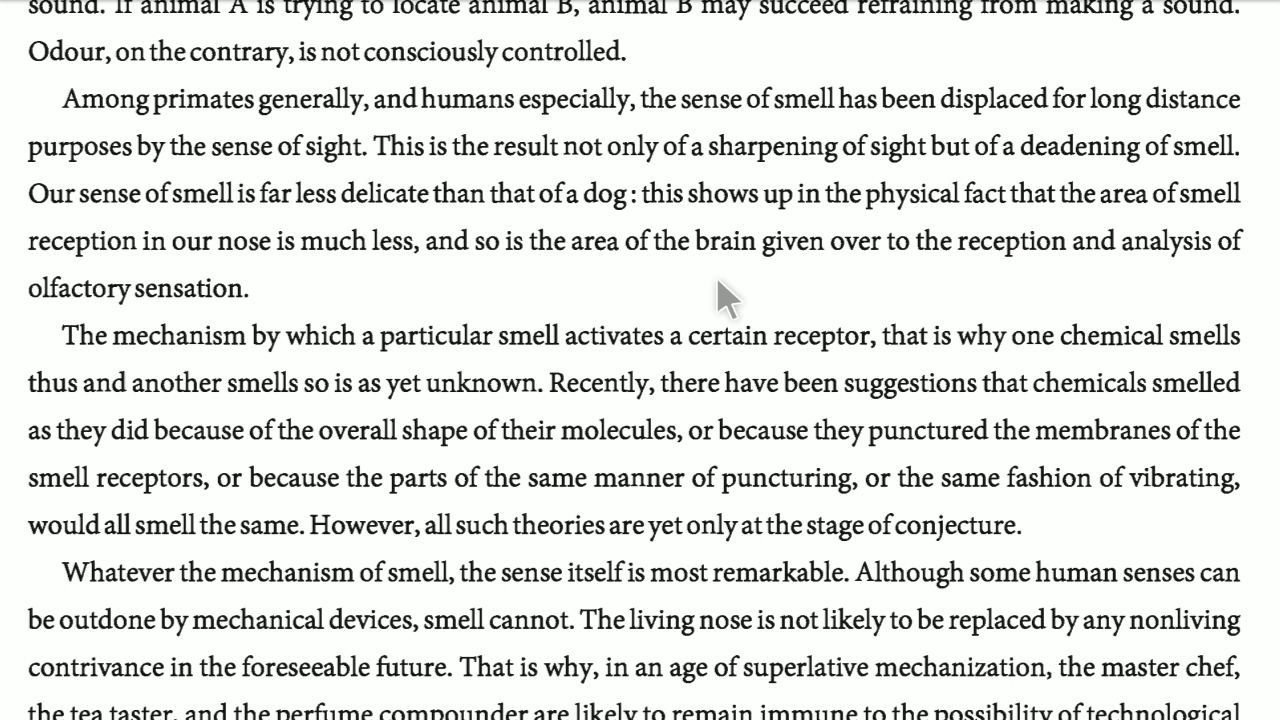 sound. If animal A is trying to locate animal B, animal B may succeed refraining from making a sound.
Odour, on the contrary, is not consciously controlled.
Among primates generally, and humans especially, the sense of smell has been displaced for long distance
purposes by the sense of sight. This is the result not only of a sharpening of sight but of a deadening of smell.
Our sense of smell is far less delicate than that of a dog : this shows up in the physical fact that the area of smell
reception in our nose is much less, and so is the area of the brain given over to the reception and analysis of
olfactory sensation.
The mechanism by which a particular smell activates a certain receptor, that is why one chemical smells
thus and another smells so is as yet unknown. Recently, there have been suggestions that chemicals smelled
as they did because of the overall shape of their molecules, or because they punctured the membranes of the
smell receptors, or because the parts of the same manner of puncturing, or the same fashion of vibrating,
would all smell the same. However, all such theories are yet only at the stage of conjecture.
Whatever the mechanism of smell, the sense itself is most remarkable. Although some human senses can
be outdone by mechanical devices, smell cannot. The living nose is not likely to be replaced by any nonliving
contrivance in the foreseeable future. That is why, in an age of superlative mechanization, the master chef,
the tea taster, and the perfume compounder are likely to remain immune to the possibility of technological